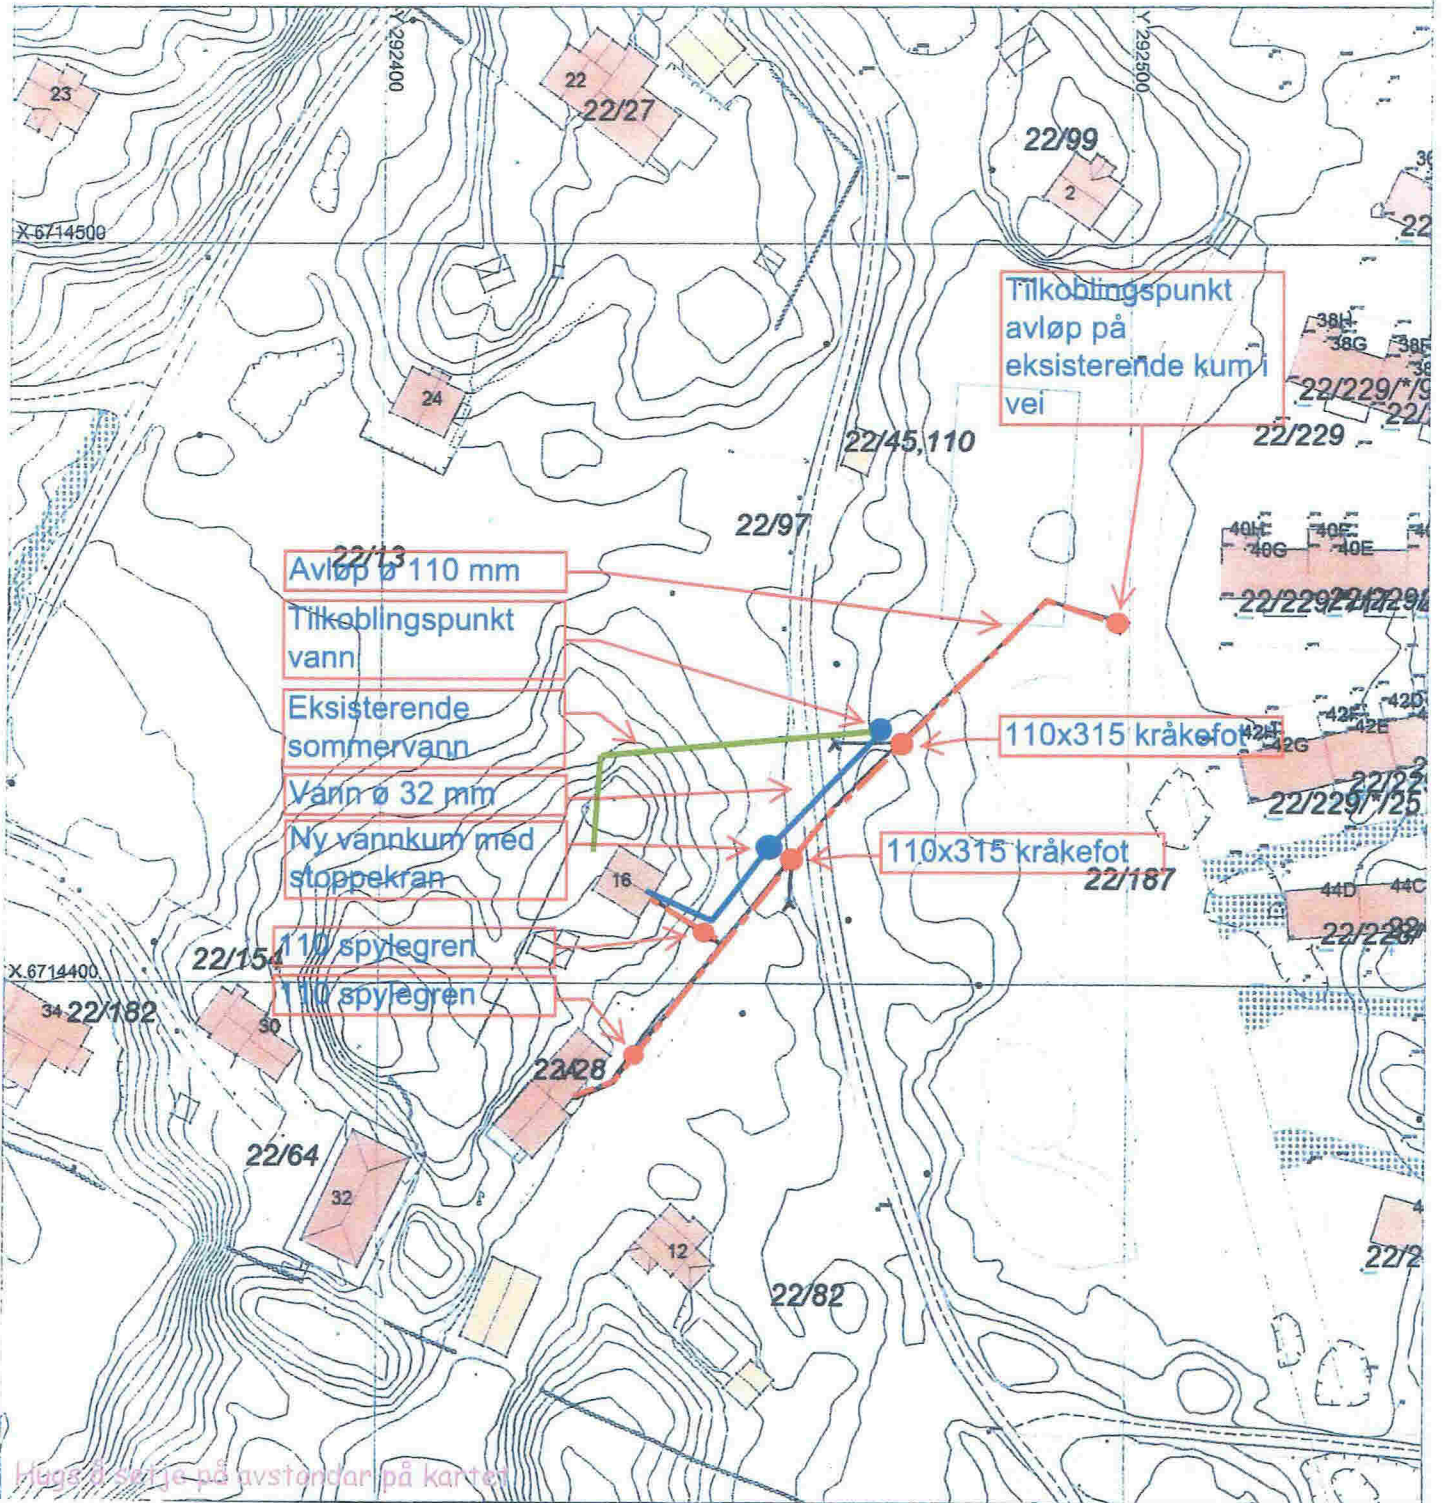 Y 292400
Y 292500
23
22
22/27
22/99
2
X 6714500
22
Tilkoblingspunkt
avløp på
eksisterende kum i
vei
38H
38G
22/229/*/9
22/229
24
22/45,110
22/97
22/13
40H
40G
40F
40E
Avløp ø 110 mm
Tilkoblingspunkt
vann
Eksisterende
sommervann
Vann ø 32 mm
Ny vannkum med
stoppekran
110x315 kråkefot
42H
42G
42F
42E
42D
22/229/*/25
110x315 kråkefot
22/187
44D
44C
16
110 spylegren
110 spylegren
22/154
X 6714400
34
22/182
30
22/28
22/64
32
12
22/82
22/2
Hugs å setje på avstandar på kartet